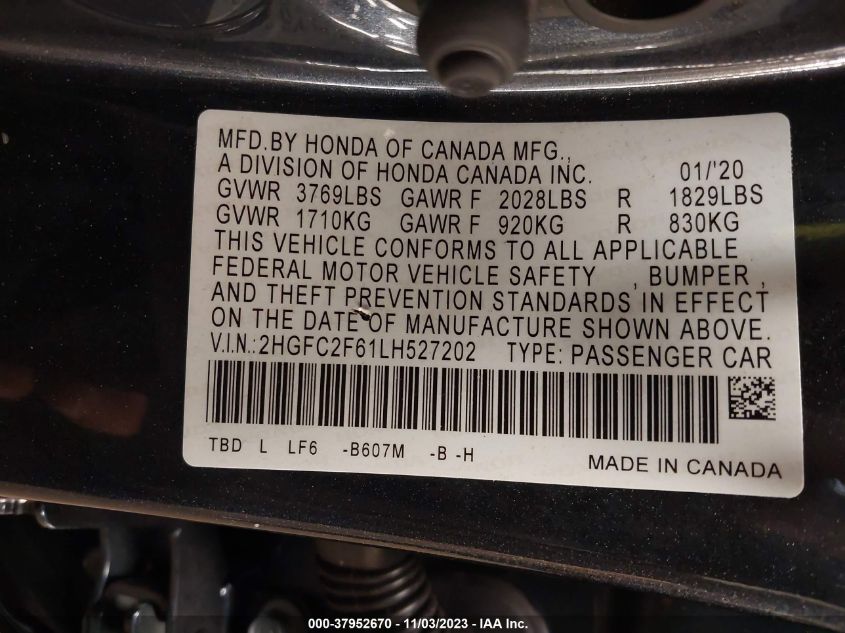 MFD.BY HONDA OF CANADA MFG.,
A DIVISION OF HONDA CANADA INC. 01/'20
GVWR 3769LBS GAWR F 2028LBS R 1829LBS
GVWR 1710KG GAWR F 920KG R 830KG
THIS VEHICLE CONFORMS TO ALL APPLICABLE
FEDERAL MOTOR VEHICLE SAFETY , BUMPER ,
AND THEFT PREVENTION STANDARDS IN EFFECT
ON THE DATE OF MANUFACTURE SHOWN ABOVE.
V.I.N.:2HGFC2F61LH527202 TYPE: PASSENGER CAR
TBD L LF6 -B607M -B -H
MADE IN CANADA
000-37952670 - 11/03/2023 - IAA Inc.